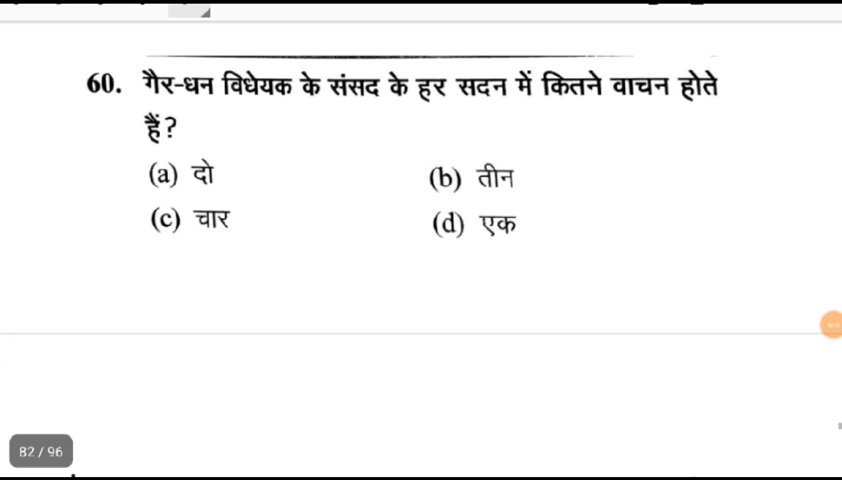 60. गैर-धन विधेयक के संसद के हर सदन में कितने वाचन होते
हैं?
(a) दो (b) तीन
(c) चार (d) एक
82 / 96